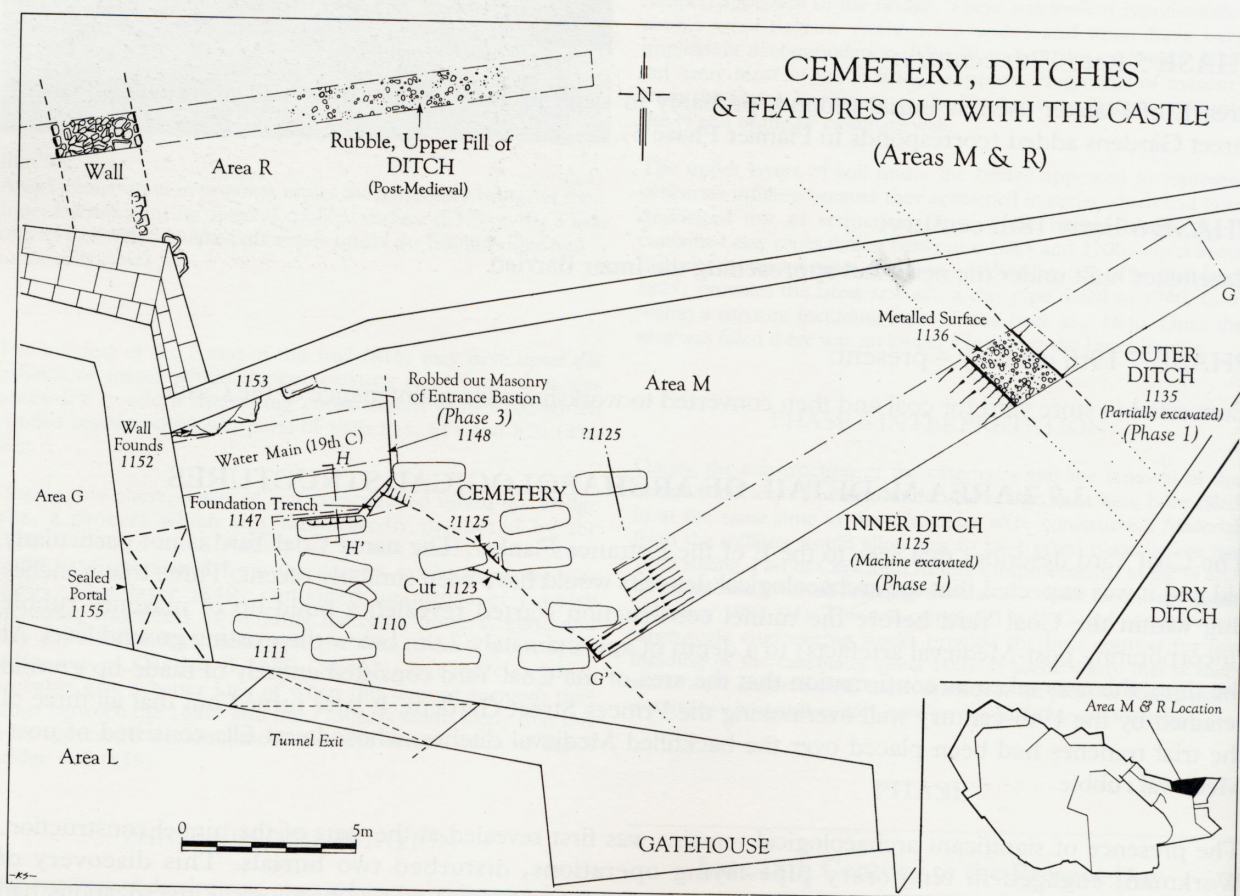 CEMETERY, DITCHES
& FEATURES OUTWITH THE CASTLE
(Areas M & R)
N
Wall
Area R
Rubble, Upper Fill of
DITCH
(Post-Medieval)
Metalled Surface
1136
G
OUTER
DITCH
1135
(Partially excavated)
(Phase 1)
1153
Robbed out Masonry
of Entrance Bastion
(Phase 3)
1148
Area M
Wall
Founds
1152
Water Main (19th C)
H
?1125
Area G
Foundation Trench
1147
CEMETERY
?1125
H'
INNER DITCH
1125
(Machine excavated)
(Phase 1)
Cut 1123
Sealed
Portal
1155
1110
1111
G'
DRY
DITCH
Tunnel Exit
Area L
Area M & R Location
0
5m
GATEHOUSE
-KS-